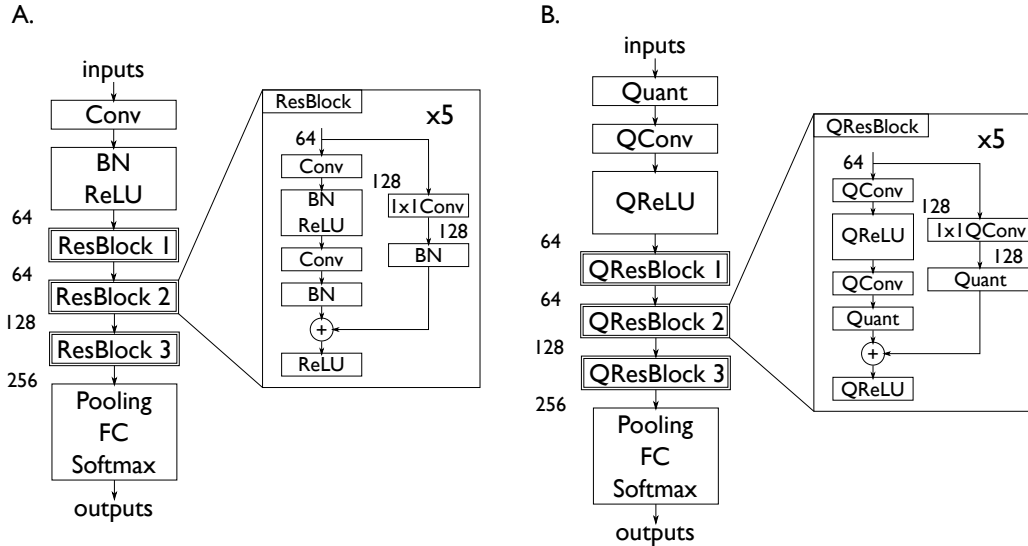 A.
inputs
Conv
BN
ReLU
64
ResBlock 1
64
ResBlock 2
128
ResBlock 3
256
Pooling
FC
Softmax
outputs
ResBlock
x5
64
Conv
128
BN
ReLU
1x1Conv
128
Conv
BN
BN
+
ReLU
B.
inputs
Quant
QConv
QReLU
64
QResBlock 1
64
QResBlock 2
128
QResBlock 3
256
Pooling
FC
Softmax
outputs
QResBlock
x5
64
QConv
128
QReLU
1x1QConv
128
QConv
Quant
Quant
+
QReLU